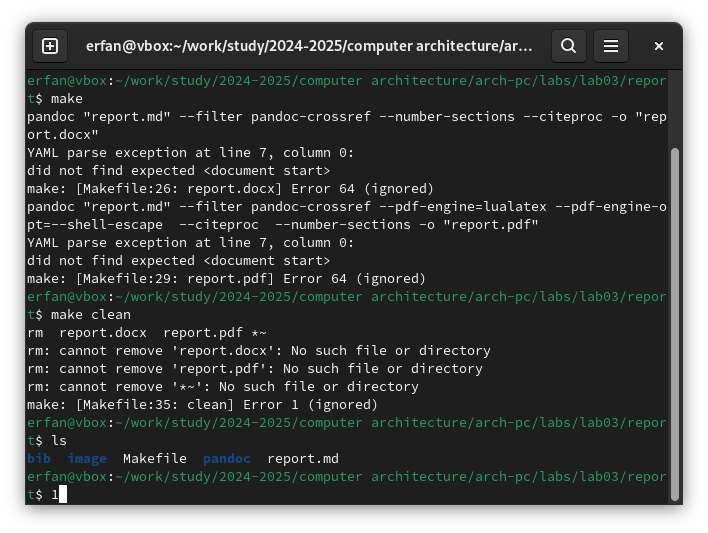 erfan@vbox:~/work/study/2024-2025/computer architecture/ar...
erfan@vbox:~/work/study/2024-2025/computer architecture/arch-pc/labs/lab03/repor
t$ make
pandoc "report.md" --filter pandoc-crossref --number-sections --citeproc -o "rep
ort.docx"
YAML parse exception at line 7, column 0:
did not find expected <document start>
make: [Makefile:26: report.docx] Error 64 (ignored)
pandoc "report.md" --filter pandoc-crossref --pdf-engine=lualatex --pdf-engine-o
pt=--shell-escape  --citeproc  --number-sections -o "report.pdf"
YAML parse exception at line 7, column 0:
did not find expected <document start>
make: [Makefile:29: report.pdf] Error 64 (ignored)
erfan@vbox:~/work/study/2024-2025/computer architecture/arch-pc/labs/lab03/repor
t$ make clean
rm  report.docx  report.pdf *~
rm: cannot remove 'report.docx': No such file or directory
rm: cannot remove 'report.pdf': No such file or directory
rm: cannot remove '*~': No such file or directory
make: [Makefile:35: clean] Error 1 (ignored)
erfan@vbox:~/work/study/2024-2025/computer architecture/arch-pc/labs/lab03/repor
t$ ls
bib  image  Makefile  pandoc  report.md
erfan@vbox:~/work/study/2024-2025/computer architecture/arch-pc/labs/lab03/repor
t$ 1